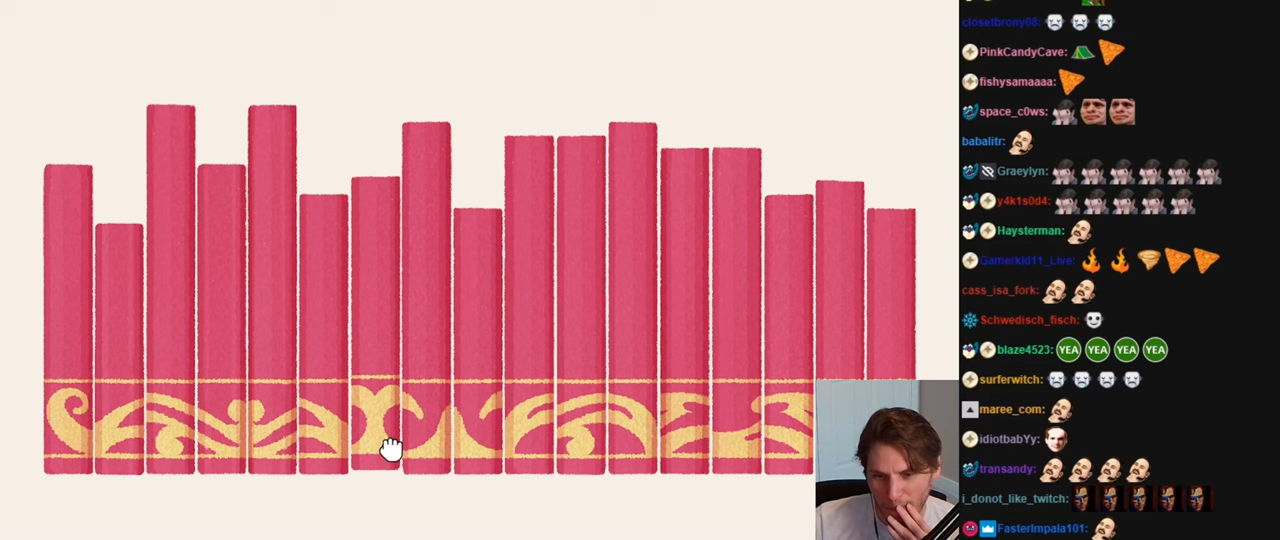 closetbrony08:
PinkCandyCave:
fishysamaaaa:
space_c0ws:
babalitr:
Graeylyn:
y4k1s0d4:
Haysterman:
Gamerkid11_Live:
cass_isa_fork:
Schwedisch_fisch:
blaze4523: YEA YEA YEA YEA
surferwitch:
maree_com:
idiotbabYy:
transandy:
i_donot_like_twitch:
FasterImpala101: